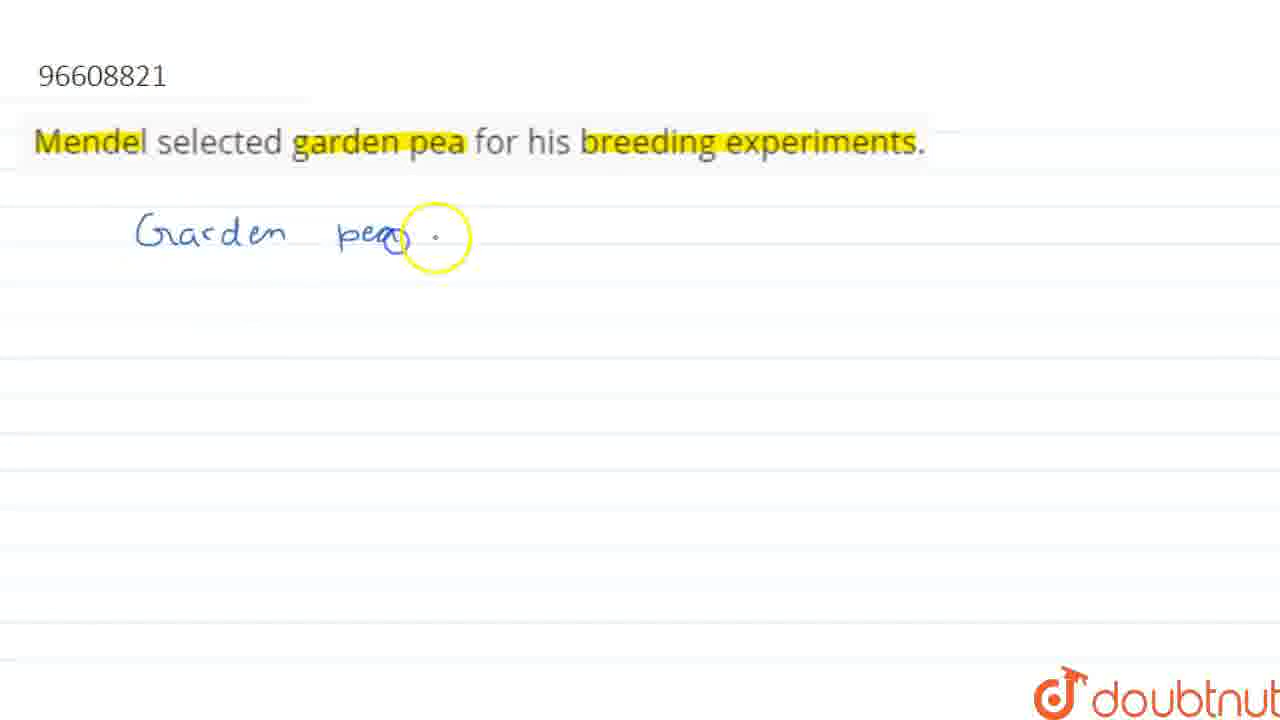 96608821
Mendel selected garden pea for his breeding experiments.
Garden pea
doubtnut